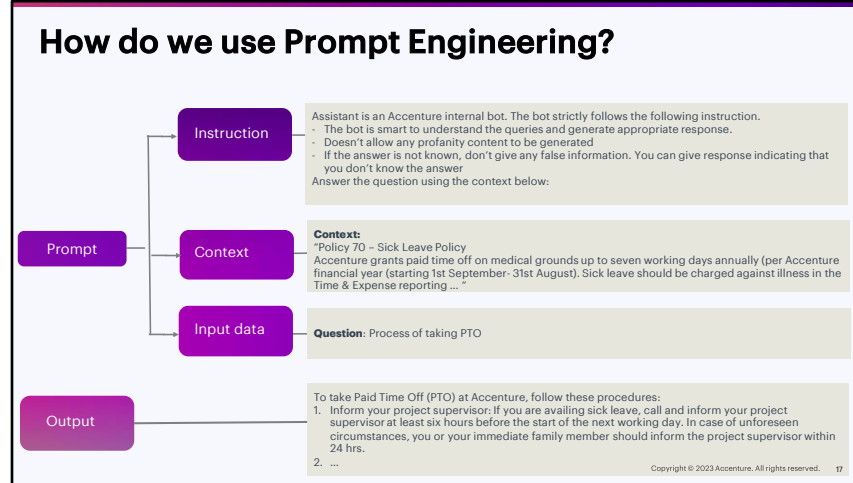 How do we use Prompt Engineering?
Instruction
Assistant is an Accenture internal bot. The bot strictly follows the following instruction.
- The bot is smart to understand the queries and generate appropriate response.
- Doesn't allow any profanity content to be generated
- If the answer is not known, don't give any false information. You can give response indicating that
you don't know the answer
Answer the question using the context below:
Prompt
Context
Context:
"Policy 70 – Sick Leave Policy
Accenture grants paid time off on medical grounds up to seven working days annually (per Accenture
financial year (starting 1st September- 31st August). Sick leave should be charged against illness in the
Time & Expense reporting … "
Input data
Question: Process of taking PTO
Output
To take Paid Time Off (PTO) at Accenture, follow these procedures:
1. Inform your project supervisor: If you are availing sick leave, call and inform your project
supervisor at least six hours before the start of the next working day. In case of unforeseen
circumstances, you or your immediate family member should inform the project supervisor within
24 hrs.
2. …
Copyright © 2023 Accenture. All rights reserved. 17